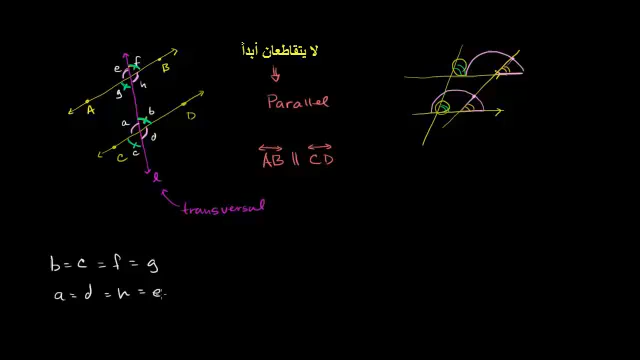 لا يتقاطعان أبداً
Parallel
AB || CD
e f B
g h
A
a b D
C c d
l
transversal
b = c = f = g
a = d = h = e